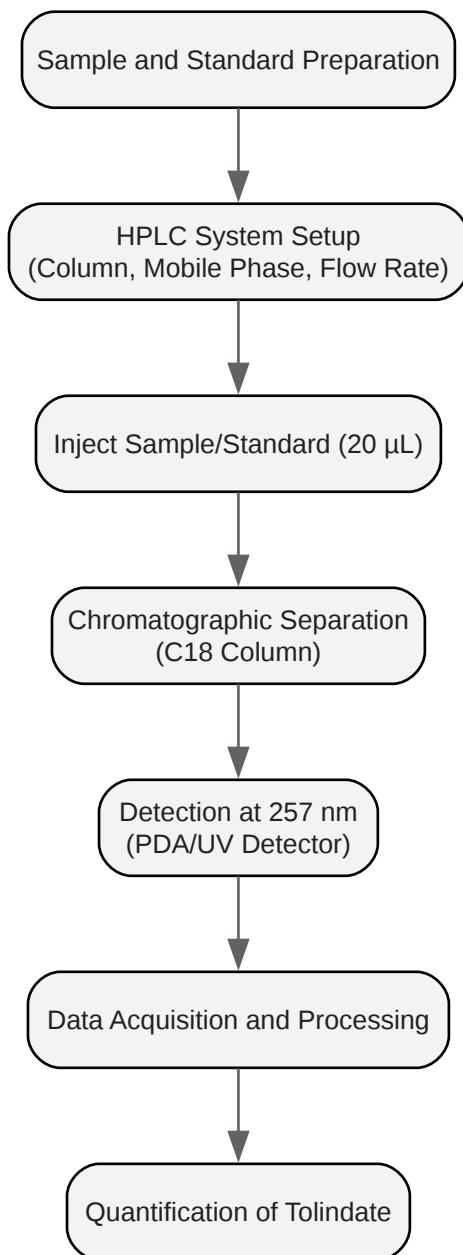 Sample and Standard Preparation
HPLC System Setup
(Column, Mobile Phase, Flow Rate)
Inject Sample/Standard (20 µL)
Chromatographic Separation
(C18 Column)
Detection at 257 nm
(PDA/UV Detector)
Data Acquisition and Processing
Quantification of Tolindate